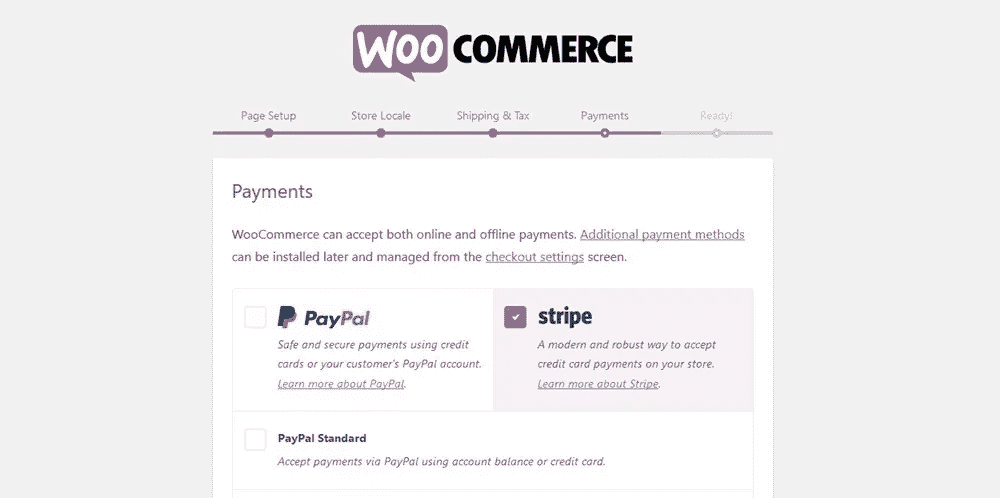 WOO COMMERCE
Page Setup Store Locale Shipping & Tax Payments Ready!
Payments
WooCommerce can accept both online and offline payments. Additional payment methods
can be installed later and managed from the checkout settings screen.
PayPal
Safe and secure payments using credit
cards or your customer's PayPal account.
Learn more about PayPal.
stripe
A modern and robust way to accept
credit card payments on your store.
Learn more about Stripe.
PayPal Standard
Accept payments via PayPal using account balance or credit card.